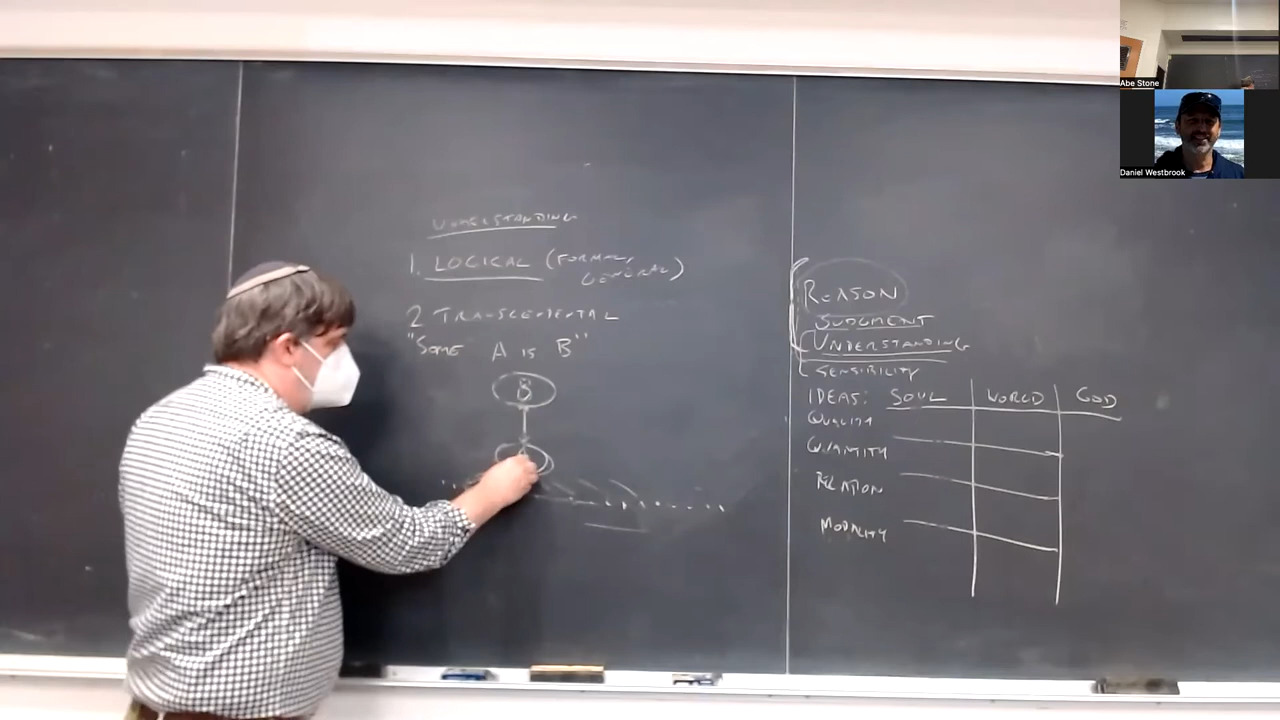 UNDERSTANDING
1. LOGICAL (FORMAL, GENERAL)
2 TRANSCENDENTAL
"SOME A IS B"
B
REASON
JUDGMENT
UNDERSTANDING
SENSIBILITY
IDEAS: SOUL WORLD GOD
QUALITY
QUANTITY
RELATION
MODALITY
Abe Stone
Daniel Westbrook